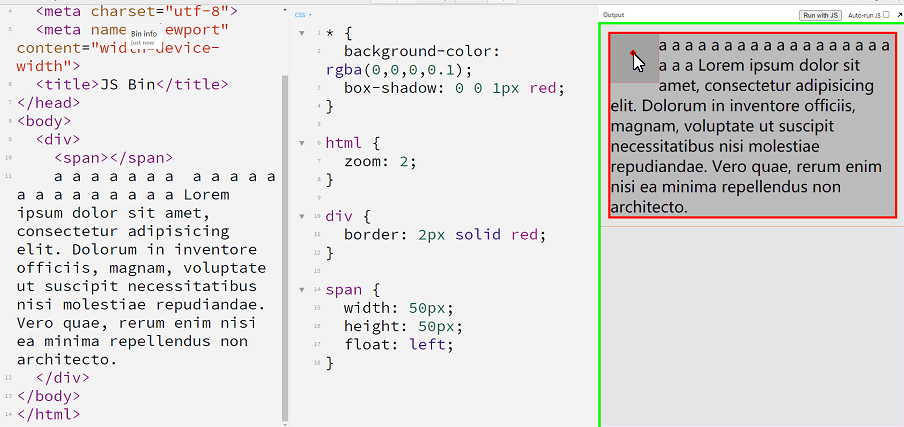 4 <meta charset="utf-8">
5 <meta name viewport"
content="width=device-
width">
6 <title>JS Bin</title>
7 </head>
8 <body>
9 <div>
10 <span></span>
11 a a a a a a a  a a a a a
a a a a a a a a a Lorem
ipsum dolor sit amet,
consectetur adipisicing
elit. Dolorum in inventore
officiis, magnam, voluptate
ut suscipit necessitatibus
nisi molestiae repudiandae.
Vero quae, rerum enim nisi
ea minima repellendus non
architecto.
12 </div>
13 </body>
14 </html>
Bin info
just now
CSS
1 * {
2 background-color:
rgba(0,0,0,0.1);
3 box-shadow: 0 0 1px red;
4 }
5
6 html {
7 zoom: 2;
8 }
9
10 div {
11 border: 2px solid red;
12 }
13
14 span {
15 width: 50px;
16 height: 50px;
17 float: left;
18 }
Output
Run with JS
Auto-run JS
a a a a a a a a a a a a a a a a a a
a a a Lorem ipsum dolor sit
amet, consectetur adipisicing
elit. Dolorum in inventore officiis,
magnam, voluptate ut suscipit
necessitatibus nisi molestiae
repudiandae. Vero quae, rerum enim
nisi ea minima repellendus non
architecto.